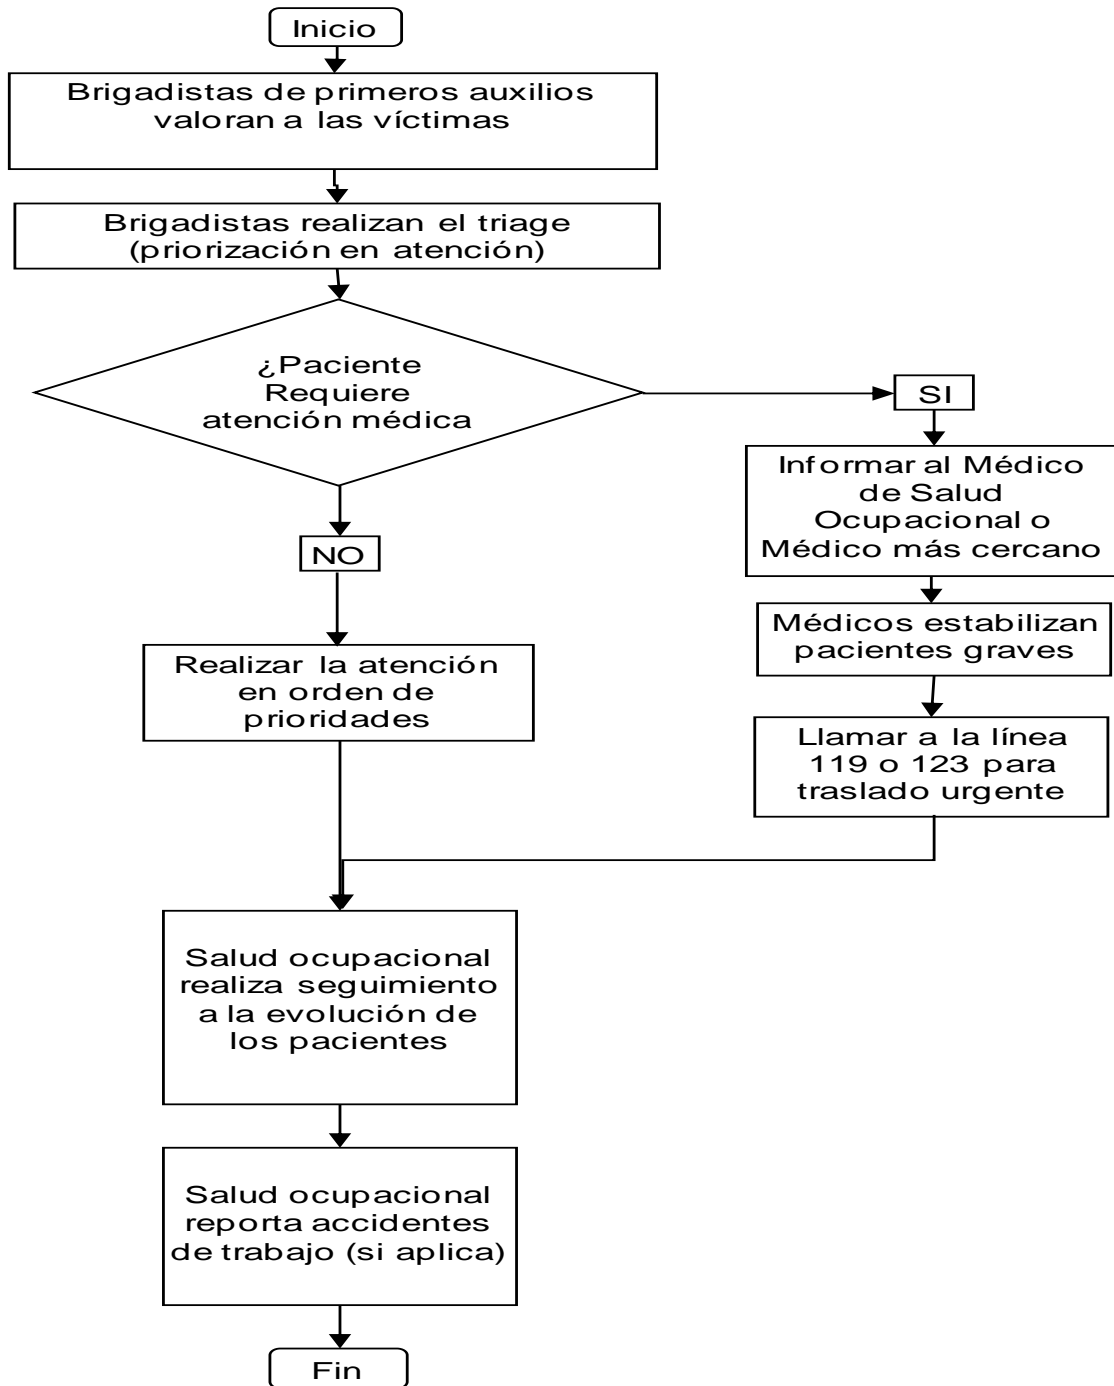 Inicio
Brigadistas de primeros auxilios
valoran a las víctimas
Brigadistas realizan el triage
(priorización en atención)
¿Paciente
Requiere
atención médica
SI
Informar al Médico
de Salud
Ocupacional o
Médico más cercano
NO
Médicos estabilizan
pacientes graves
Realizar la atención
en orden de
prioridades
Llamar a la línea
119 o 123 para
traslado urgente
Salud ocupacional
realiza seguimiento
a la evolución de
los pacientes
Salud ocupacional
reporta accidentes
de trabajo (si aplica)
Fin